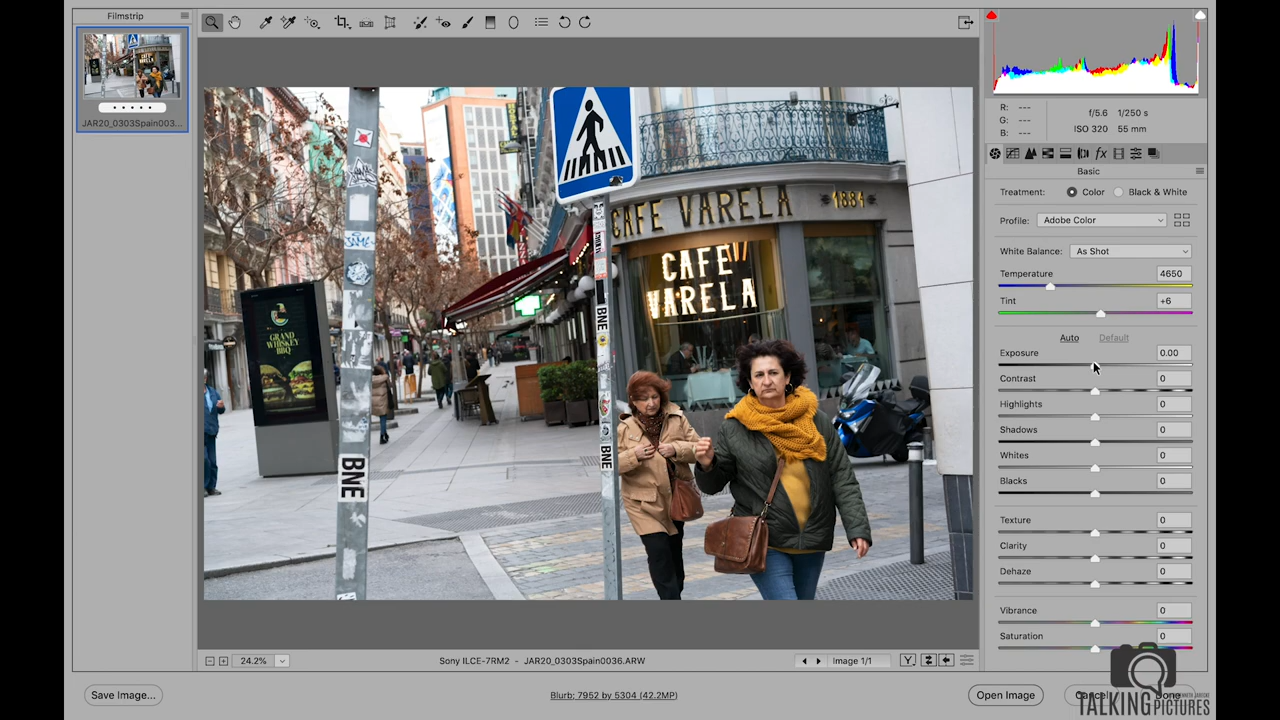 Filmstrip
JAR20_0303Spain003...
R: ---
G: ---
B: ---
f/5.6 1/250 s
ISO 320 55 mm
Basic
Treatment: Color Black & White
Profile: Adobe Color
White Balance: As Shot
Temperature 4650
Tint +6
Auto Default
Exposure 0.00
Contrast 0
Highlights 0
Shadows 0
Whites 0
Blacks 0
Texture 0
Clarity 0
Dehaze 0
Vibrance 0
Saturation 0
CAFE VARELA 1884
CAFE
VARELA
GRAND
WHISKEY
BBQ
BNE
BNE
BNE
24.2%
Sony ILCE-7RM2 - JAR20_0303Spain0036.ARW
Image 1/1
Save Image...
Blurb: 7952 by 5304 (42.2MP)
Open Image
Cancel
Done
TALKING PICTURES